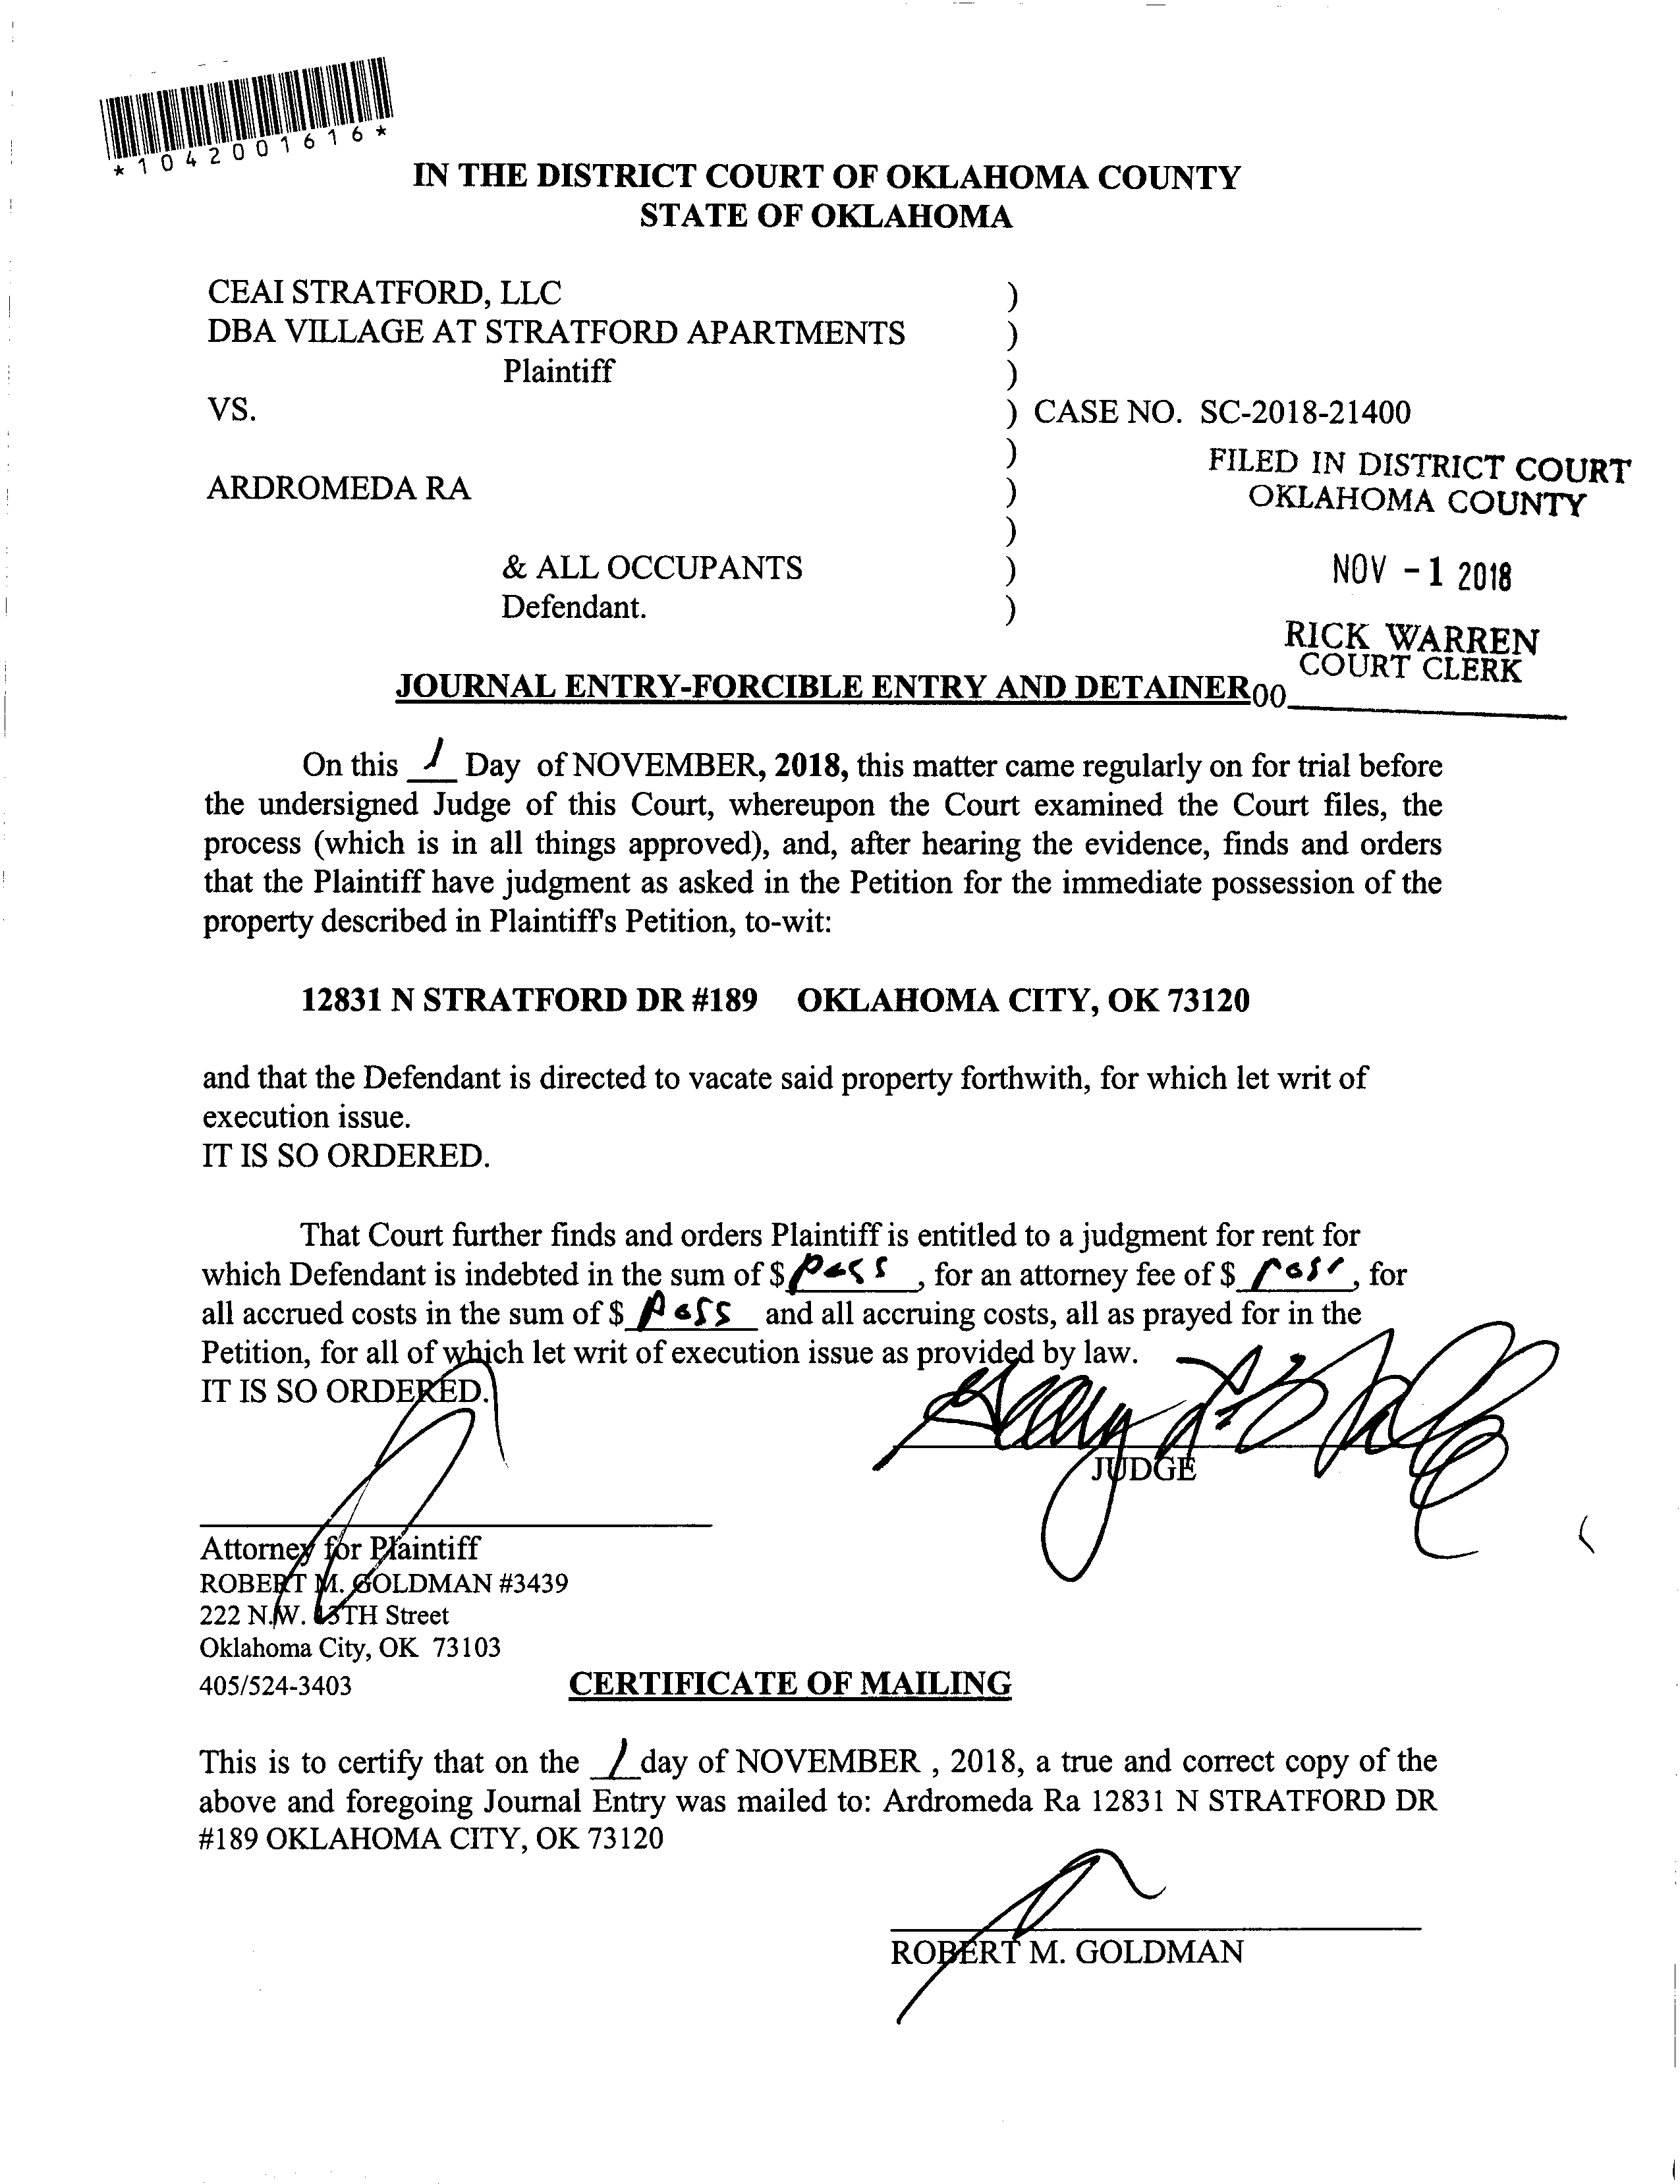 *1042001616*
IN THE DISTRICT COURT OF OKLAHOMA COUNTY
STATE OF OKLAHOMA
CEAI STRATFORD, LLC )
DBA VILLAGE AT STRATFORD APARTMENTS )
Plaintiff )
VS. ) CASE NO. SC-2018-21400
)
ARDROMEDA RA )
)
& ALL OCCUPANTS )
Defendant. )
FILED IN DISTRICT COURT
OKLAHOMA COUNTY
NOV - 1 2018
RICK WARREN
COURT CLERK
00
JOURNAL ENTRY-FORCIBLE ENTRY AND DETAINER
On this 1 Day of NOVEMBER, 2018, this matter came regularly on for trial before
the undersigned Judge of this Court, whereupon the Court examined the Court files, the
process (which is in all things approved), and, after hearing the evidence, finds and orders
that the Plaintiff have judgment as asked in the Petition for the immediate possession of the
property described in Plaintiff's Petition, to-wit:
12831 N STRATFORD DR #189 OKLAHOMA CITY, OK 73120
and that the Defendant is directed to vacate said property forthwith, for which let writ of
execution issue.
IT IS SO ORDERED.
That Court further finds and orders Plaintiff is entitled to a judgment for rent for
which Defendant is indebted in the sum of $ pass , for an attorney fee of $ pass , for
all accrued costs in the sum of $ pass and all accruing costs, all as prayed for in the
Petition, for all of which let writ of execution issue as provided by law.
IT IS SO ORDERED.
JUDGE
Attorney for Plaintiff
ROBERT M. GOLDMAN #3439
222 N.W. 13TH Street
Oklahoma City, OK 73103
405/524-3403
CERTIFICATE OF MAILING
This is to certify that on the 1 day of NOVEMBER , 2018, a true and correct copy of the
above and foregoing Journal Entry was mailed to: Ardromeda Ra 12831 N STRATFORD DR
#189 OKLAHOMA CITY, OK 73120
ROBERT M. GOLDMAN